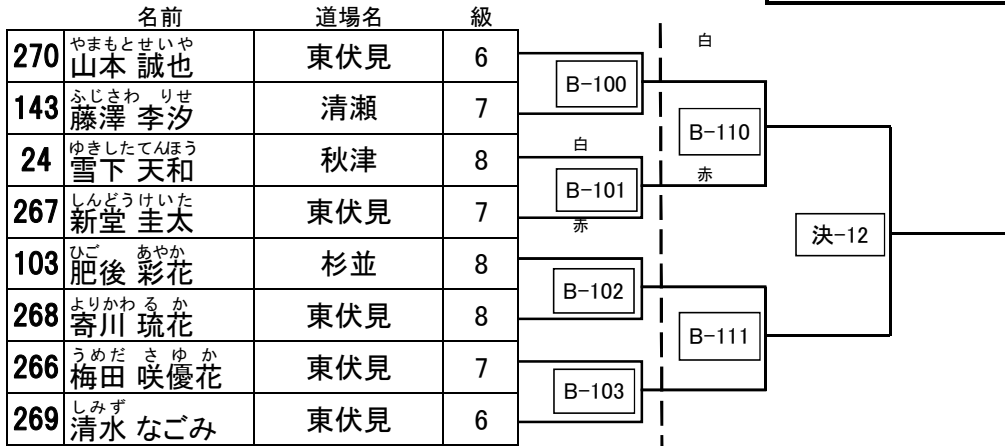 名前 道場名 級
270 やまもとせいや 山本 誠也 東伏見 6
143 ふじさわ りせ 藤澤 李汐 清瀬 7
24 ゆきしたてんほう 雪下 天和 秋津 8
267 しんどうけいた 新堂 圭太 東伏見 7
103 ひご あやか 肥後 彩花 杉並 8
268 よりかわ る か 寄川 琉花 東伏見 8
266 うめだ さ ゆ か 梅田 咲優花 東伏見 7
269 しみず 清水 なごみ 東伏見 6
白
B-100
B-110
白
B-101
赤
赤
決-12
B-102
B-111
B-103